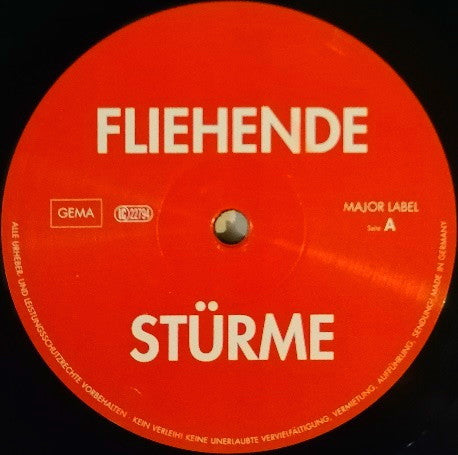 FLIEHENDE
GEMA
LC 22794
MAJOR LABEL
Seite A
STÜRME
ALLE URHEBER- UND LEISTUNGSSCHUTZRECHTE VORBEHALTEN · KEIN VERLEIH! KEINE UNERLAUBTE VERVIELFÄLTIGUNG, VERMIETUNG, AUFFÜHRUNG, SENDUNG! MADE IN GERMANY